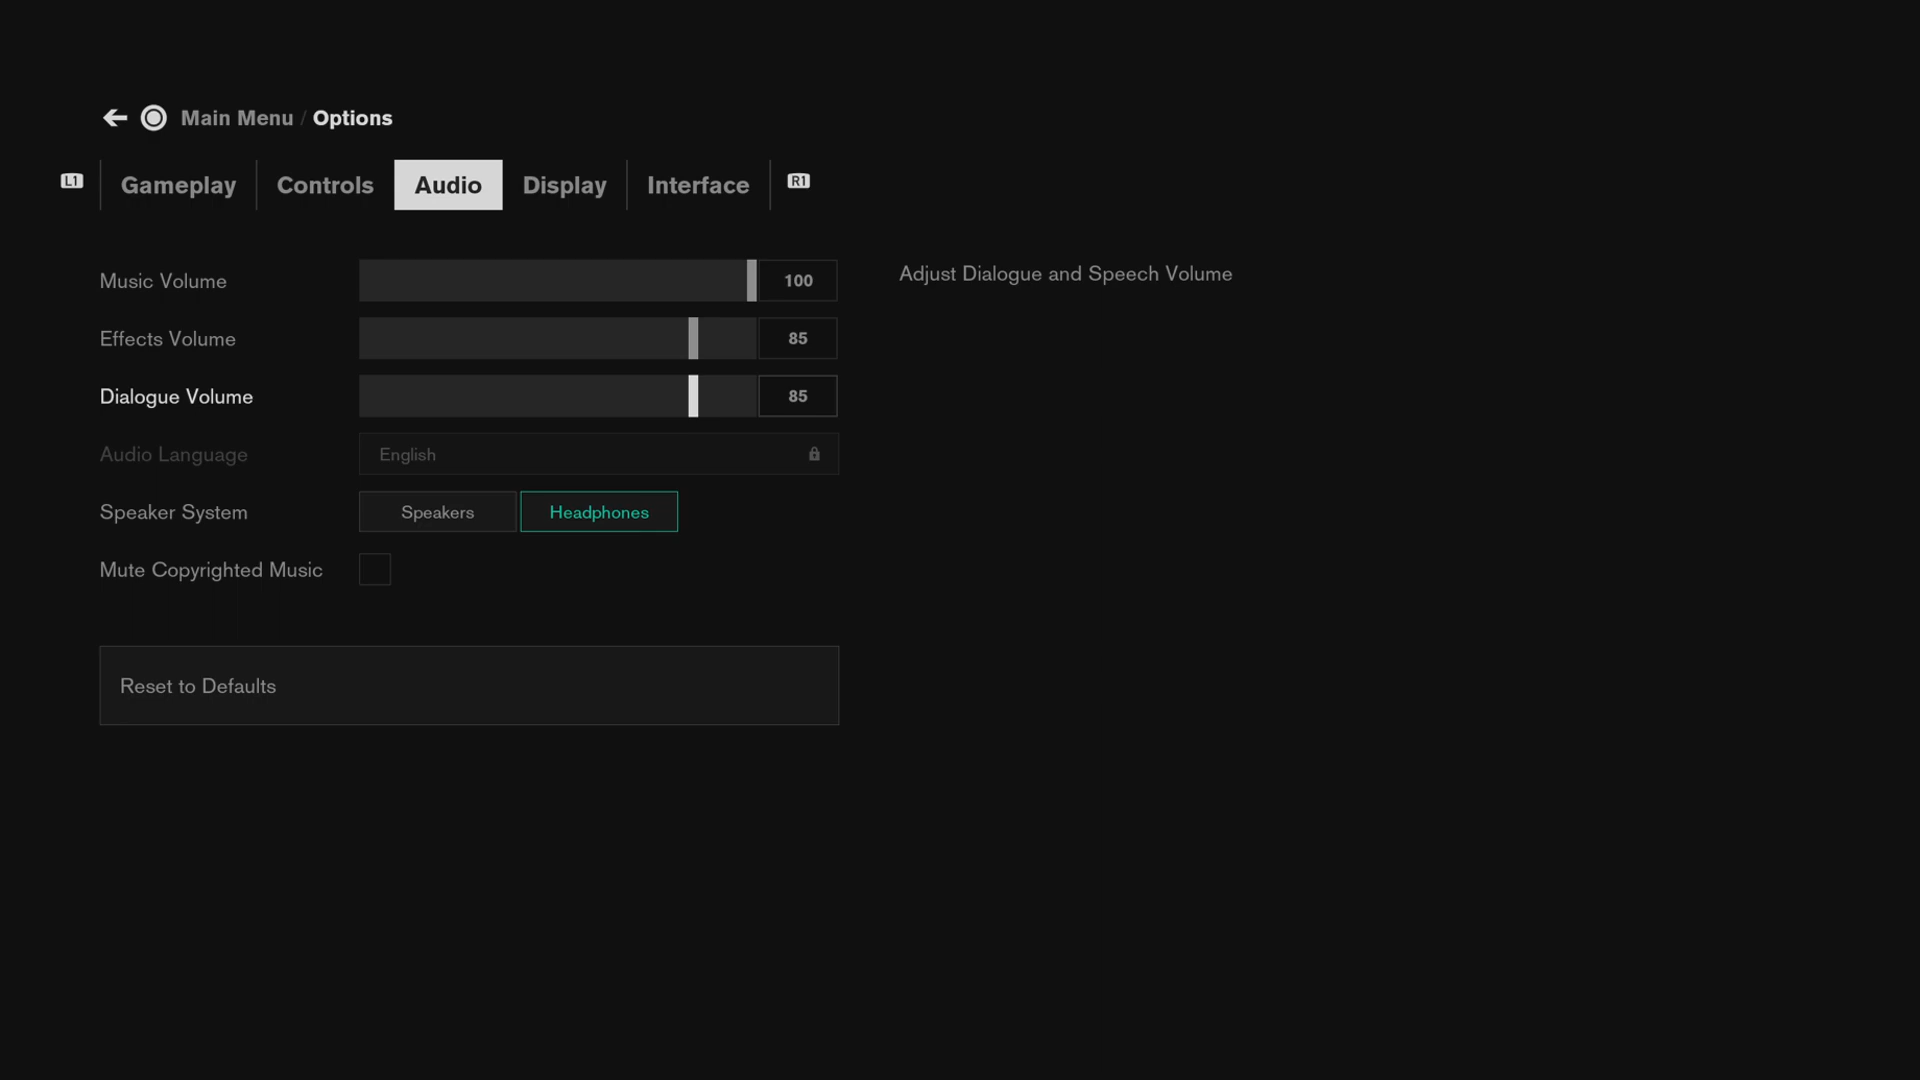 Main Menu / Options
L1 Gameplay Controls Audio Display Interface R1
Music Volume 100
Adjust Dialogue and Speech Volume
Effects Volume 85
Dialogue Volume 85
Audio Language English
Speaker System Speakers Headphones
Mute Copyrighted Music
Reset to Defaults